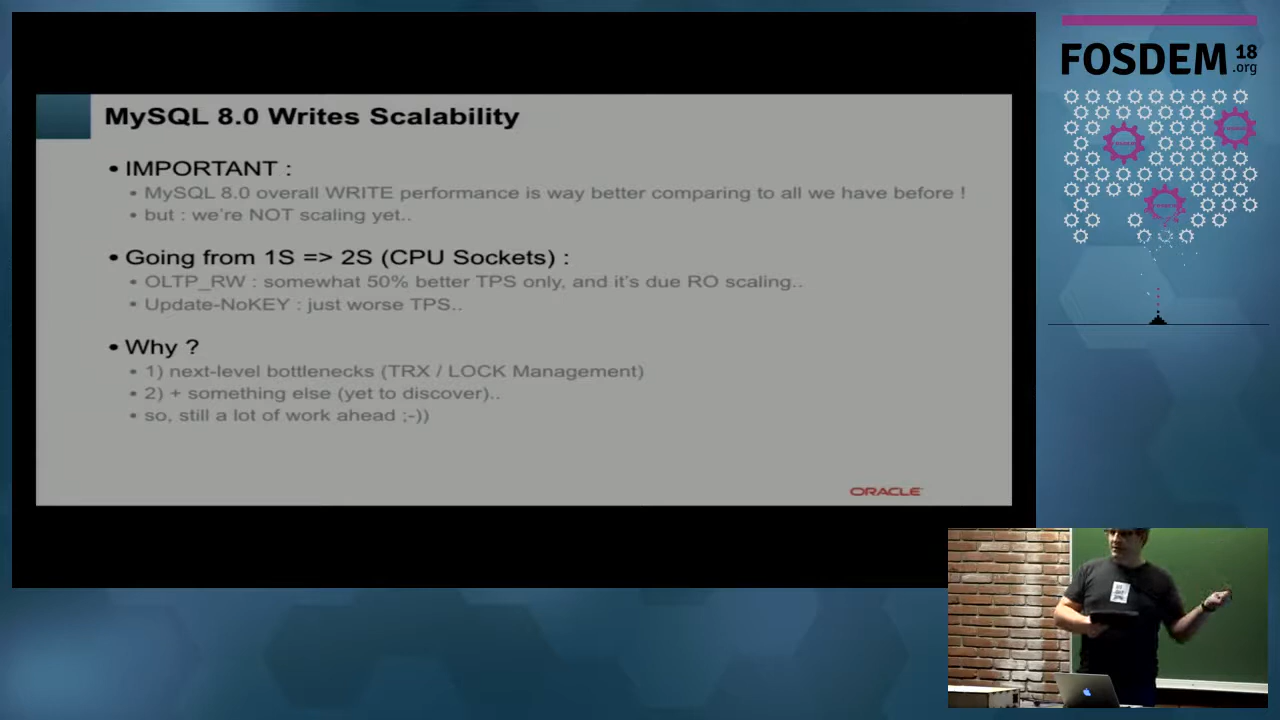 MySQL 8.0 Writes Scalability
• IMPORTANT :
• MySQL 8.0 overall WRITE performance is way better comparing to all we have before !
• but : we're NOT scaling yet..
• Going from 1S => 2S (CPU Sockets) :
• OLTP_RW : somewhat 50% better TPS only, and it's due RO scaling..
• Update-NoKEY : just worse TPS..
• Why ?
• 1) next-level bottlenecks (TRX / LOCK Management)
• 2) + something else (yet to discover)..
• so, still a lot of work ahead ;-))
ORACLE
FOSDEM 18
.org